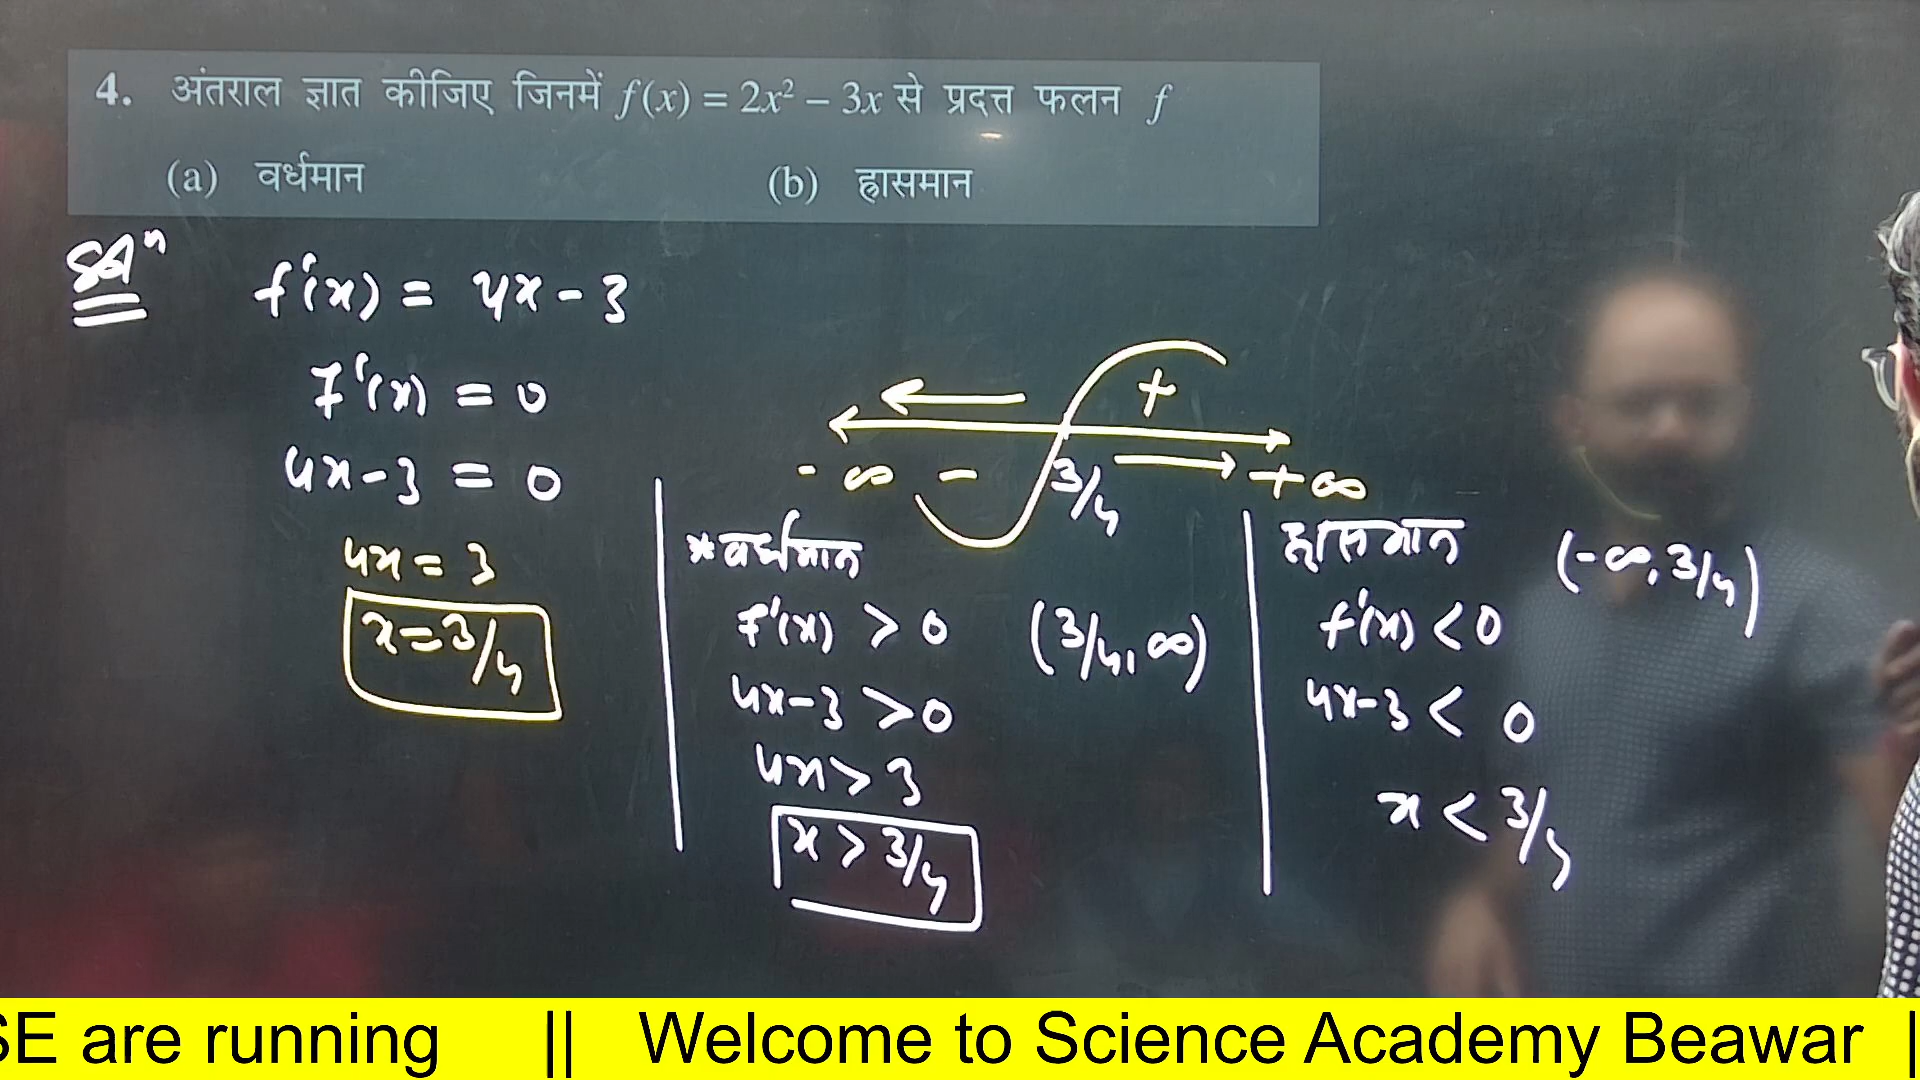 4. अंतराल ज्ञात कीजिए जिनमें f(x) = 2x² – 3x से प्रदत्त फलन f
(a) वर्धमान (b) ह्रासमान
Solⁿ
f'(x) = 4x - 3
f'(x) = 0
4x - 3 = 0
4x = 3
x = 3/4
+
- ∞ - 3/4 + ∞
* वर्धमान
f'(x) > 0 (3/4, ∞)
4x - 3 > 0
4x > 3
x > 3/4
ह्रासमान (-∞, 3/4)
f'(x) < 0
4x - 3 < 0
x < 3/4
SE are running || Welcome to Science Academy Beawar |